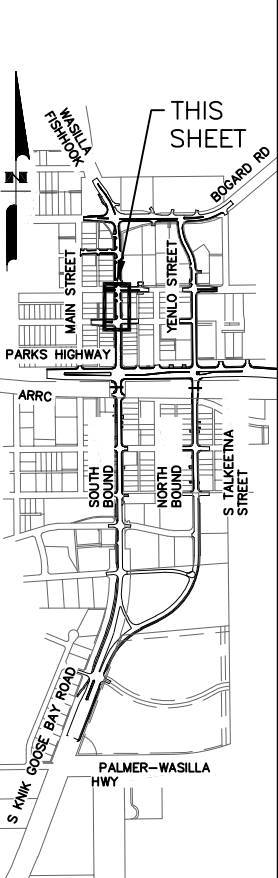 THIS
SHEET
WASILLA
FISHHOOK
BOGARD RD
N
MAIN STREET
YENLO STREET
PARKS HIGHWAY
ARRC
SOUTH
BOUND
NORTH
BOUND
S TALKEETNA
STREET
S KNIK GOOSE BAY ROAD
PALMER-WASILLA
HWY